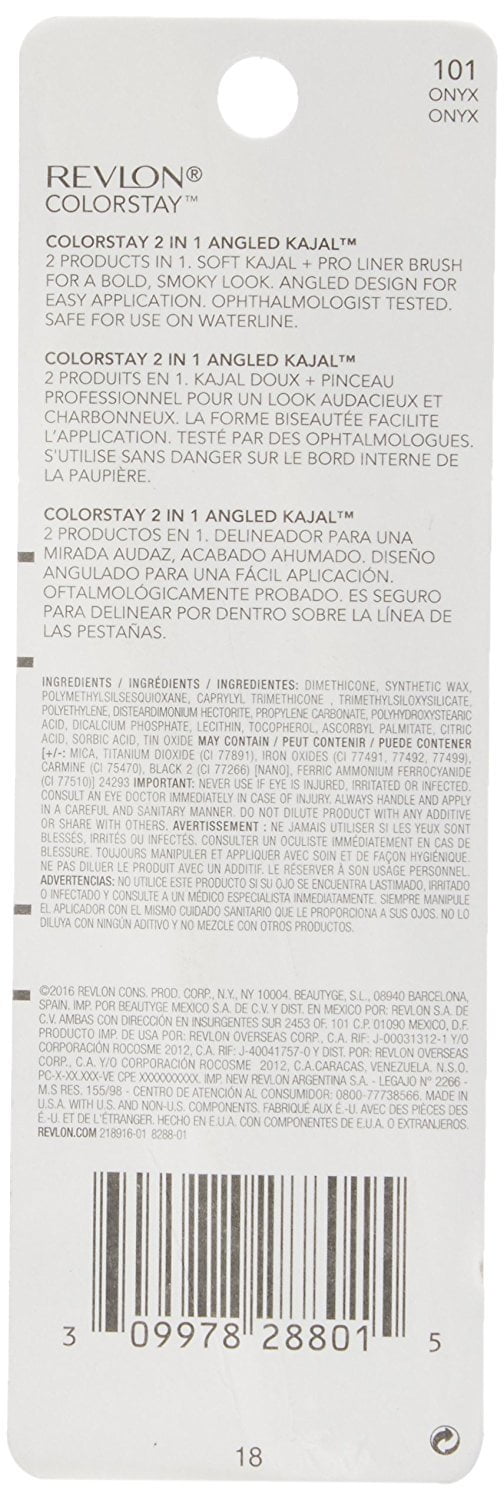 101
ONYX
ONYX
REVLON®
COLORSTAY™
COLORSTAY 2 IN 1 ANGLED KAJAL™
2 PRODUCTS IN 1. SOFT KAJAL + PRO LINER BRUSH
FOR A BOLD, SMOKY LOOK. ANGLED DESIGN FOR
EASY APPLICATION. OPHTHALMOLOGIST TESTED.
SAFE FOR USE ON WATERLINE.
COLORSTAY 2 IN 1 ANGLED KAJAL™
2 PRODUITS EN 1. KAJAL DOUX + PINCEAU
PROFESSIONNEL POUR UN LOOK AUDACIEUX ET
CHARBONNEUX. LA FORME BISEAUTÉE FACILITE
L'APPLICATION. TESTÉ PAR DES OPHTALMOLOGUES.
S'UTILISE SANS DANGER SUR LE BORD INTERNE DE
LA PAUPIÈRE.
COLORSTAY 2 IN 1 ANGLED KAJAL™
2 PRODUCTOS EN 1. DELINEADOR PARA UNA
MIRADA AUDAZ, ACABADO AHUMADO. DISEÑO
ANGULADO PARA UNA FÁCIL APLICACIÓN.
OFTALMOLÓGICAMENTE PROBADO. ES SEGURO
PARA DELINEAR POR DENTRO SOBRE LA LÍNEA DE
LAS PESTAÑAS.
INGREDIENTS / INGRÉDIENTS / INGREDIENTES: DIMETHICONE, SYNTHETIC WAX,
POLYMETHYLSILSESQUIOXANE, CAPRYLYL TRIMETHICONE , TRIMETHYLSILOXYSILICATE,
POLYETHYLENE, DISTEARDIMONIUM HECTORITE, PROPYLENE CARBONATE, POLYHYDROXYSTEARIC
ACID, DICALCIUM PHOSPHATE, LECITHIN, TOCOPHEROL, ASCORBYL PALMITATE, CITRIC
ACID, SORBIC ACID, TIN OXIDE MAY CONTAIN / PEUT CONTENIR / PUEDE CONTENER
[+/-: MICA, TITANIUM DIOXIDE (CI 77891), IRON OXIDES (CI 77491, 77492, 77499),
CARMINE (CI 75470), BLACK 2 (CI 77266) [NANO], FERRIC AMMONIUM FERROCYANIDE
(CI 77510)] 24293 IMPORTANT: NEVER USE IF EYE IS INJURED, IRRITATED OR INFECTED.
CONSULT AN EYE DOCTOR IMMEDIATELY IN CASE OF INJURY. ALWAYS HANDLE AND APPLY
IN A CAREFUL AND SANITARY MANNER. DO NOT DILUTE PRODUCT WITH ANY ADDITIVE
OR SHARE WITH OTHERS. AVERTISSEMENT : NE JAMAIS UTILISER SI LES YEUX SONT
BLESSÉS, IRRITÉS OU INFECTÉS. CONSULTER UN OCULISTE IMMÉDIATEMENT EN CAS DE
BLESSURE. TOUJOURS MANIPULER ET APPLIQUER AVEC SOIN ET DE FAÇON HYGIÉNIQUE.
NE PAS DILUER LE PRODUIT AVEC UN ADDITIF. LE RÉSERVER À SON USAGE PERSONNEL.
ADVERTENCIAS: NO UTILICE ESTE PRODUCTO SI SU OJO SE ENCUENTRA LASTIMADO, IRRITADO
O INFECTADO Y CONSULTE A UN MÉDICO ESPECIALISTA INMEDIATAMENTE. SIEMPRE MANIPULE
EL APLICADOR CON EL MISMO CUIDADO SANITARIO QUE LE PROPORCIONA A SUS OJOS. NO LO
DILUYA CON NINGÚN ADITIVO Y NO MEZCLE CON OTROS PRODUCTOS.
©2016 REVLON CONS. PROD. CORP., N.Y., NY 10004. BEAUTYGE, S.L., 08940 BARCELONA,
SPAIN. IMP. POR BEAUTYGE MEXICO S.A. DE C.V. Y DIST. EN MEXICO POR: REVLON S.A. DE
C.V. AMBAS CON DIRECCIÓN EN INSURGENTES SUR 2453 OF. 101 C.P. 01090 MEXICO, D.F.
PRODUCTO IMP. DE USA POR: REVLON OVERSEAS CORP., C.A. RIF: J-00031312-1 Y/O
CORPORACIÓN ROCOSME 2012, C.A. RIF: J-40041757-0 Y DIST. POR: REVLON OVERSEAS
CORP., C.A. Y/O CORPORACIÓN ROCOSME 2012, C.A.CARACAS, VENEZUELA. N.S.O.
PC-X-XX.XXX-VE CPE XXXXXXXXXX. IMP. NEW REVLON ARGENTINA S.A. - LEGAJO Nº 2266 -
M.S RES. 155/98 - CENTRO DE ATENCIÓN AL CONSUMIDOR: 0800-77738566. MADE IN
U.S.A. WITH U.S. AND NON-U.S. COMPONENTS. FABRIQUÉ AUX É.-U. AVEC DES PIÈCES DES
É.-U. ET DE L'ÉTRANGER. HECHO EN E.U.A. CON COMPONENTES DE E.U.A. O EXTRANJEROS.
REVLON.COM 218916-01 8288-01
3 09978 28801 5
18